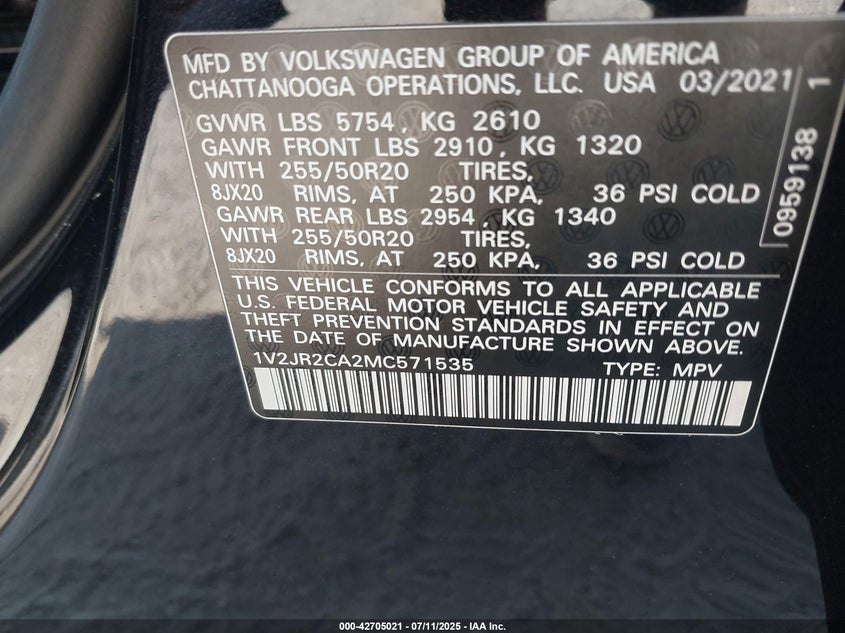 MFD BY VOLKSWAGEN GROUP OF AMERICA
CHATTANOOGA OPERATIONS, LLC. USA 03/2021
GVWR LBS 5754, KG 2610
GAWR FRONT LBS 2910, KG 1320
WITH 255/50R20 TIRES,
8JX20 RIMS, AT 250 KPA, 36 PSI COLD
GAWR REAR LBS 2954, KG 1340
WITH 255/50R20 TIRES,
8JX20 RIMS, AT 250 KPA, 36 PSI COLD
THIS VEHICLE CONFORMS TO ALL APPLICABLE
U.S. FEDERAL MOTOR VEHICLE SAFETY AND
THEFT PREVENTION STANDARDS IN EFFECT ON
THE DATE OF MANUFACTURE SHOWN ABOVE.
1V2JR2CA2MC571535 TYPE: MPV
0959138 1
000-42705021 - 07/11/2025 - IAA Inc.